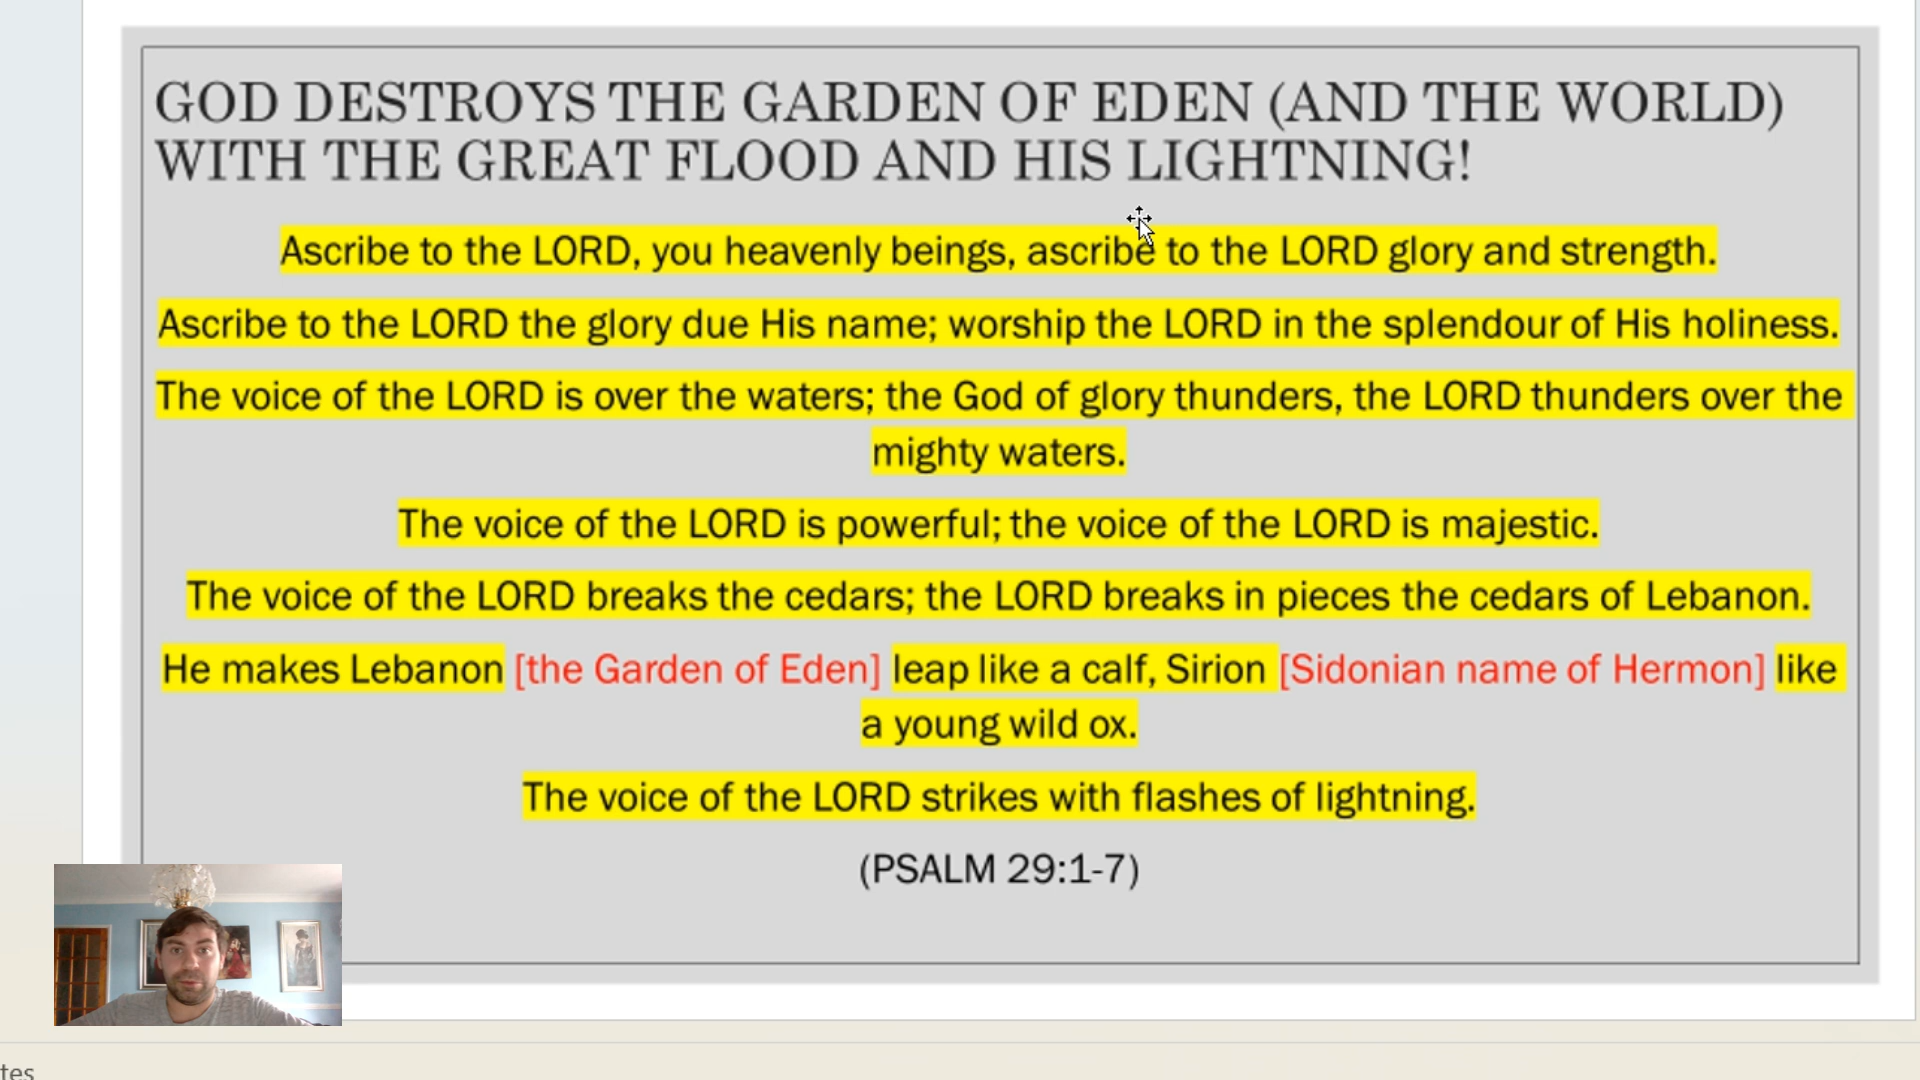 GOD DESTROYS THE GARDEN OF EDEN (AND THE WORLD)
WITH THE GREAT FLOOD AND HIS LIGHTNING!
Ascribe to the LORD, you heavenly beings, ascribe to the LORD glory and strength.
Ascribe to the LORD the glory due His name; worship the LORD in the splendour of His holiness.
The voice of the LORD is over the waters; the God of glory thunders, the LORD thunders over the
mighty waters.
The voice of the LORD is powerful; the voice of the LORD is majestic.
The voice of the LORD breaks the cedars; the LORD breaks in pieces the cedars of Lebanon.
He makes Lebanon [the Garden of Eden] leap like a calf, Sirion [Sidonian name of Hermon] like
a young wild ox.
The voice of the LORD strikes with flashes of lightning.
(PSALM 29:1-7)
tes